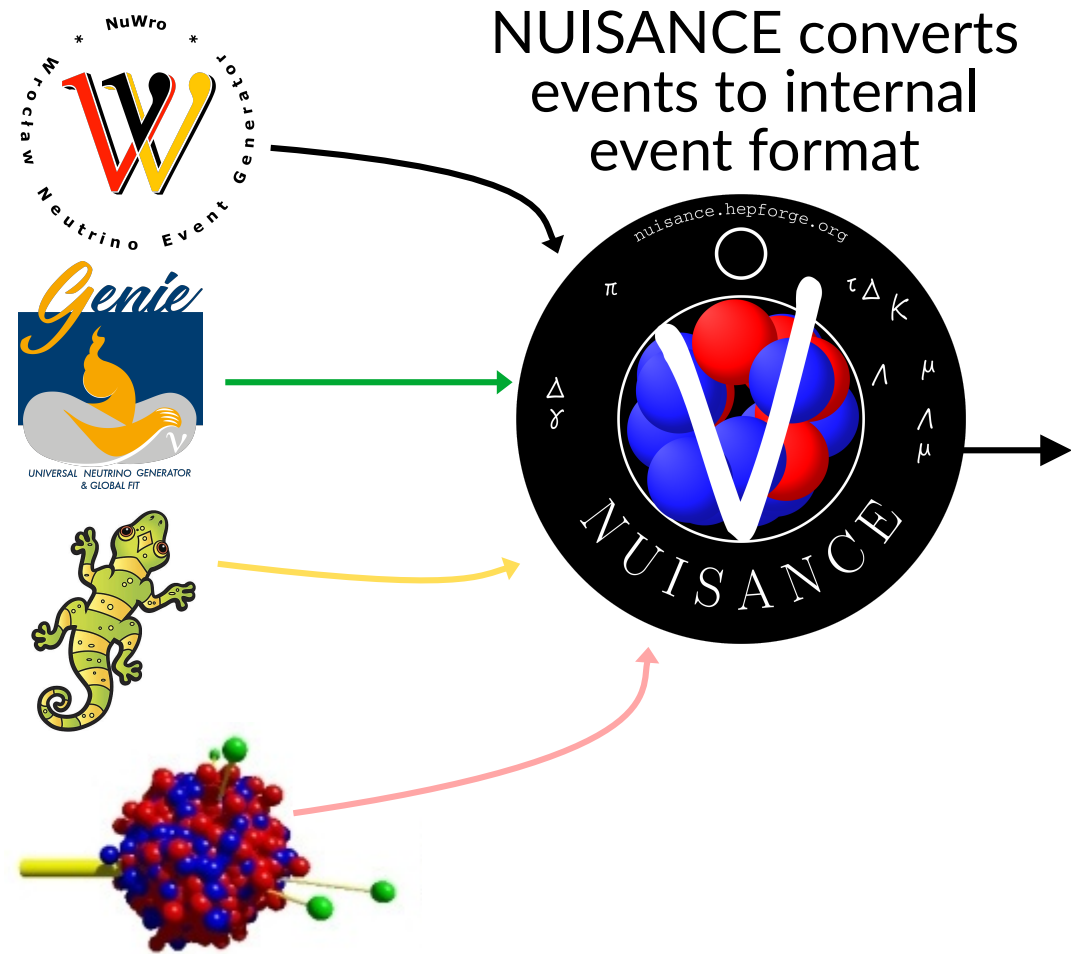 * NuWro *
Wrocław Neutrino Event Generator
NUISANCE converts
events to internal
event format
nuisance.hepforge.org
π
τ Δ K
Genie
Λ μ
Δ
γ
Λ
μ
ν
UNIVERSAL NEUTRINO GENERATOR
& GLOBAL FIT
ν
NUISANCE